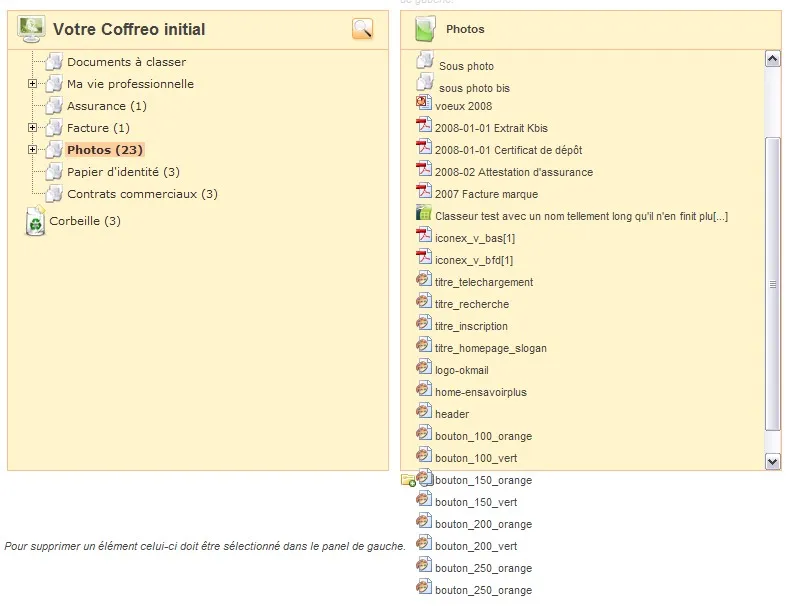 de gauche.
Votre Coffreo initial
Documents à classer
Ma vie professionnelle
Assurance (1)
Facture (1)
Photos (23)
Papier d'identité (3)
Contrats commerciaux (3)
Corbeille (3)
Photos
Sous photo
sous photo bis
voeux 2008
2008-01-01 Extrait Kbis
2008-01-01 Certificat de dépôt
2008-02 Attestation d'assurance
2007 Facture marque
Classeur test avec un nom tellement long qu'il n'en finit plu[...]
iconex_v_bas[1]
iconex_v_bfd[1]
titre_telechargement
titre_recherche
titre_inscription
titre_homepage_slogan
logo-okmail
home-ensavoirplus
header
bouton_100_orange
bouton_100_vert
bouton_150_orange
bouton_150_vert
bouton_200_orange
bouton_200_vert
bouton_250_orange
bouton_250_orange
Pour supprimer un élément celui-ci doit être sélectionné dans le panel de gauche.